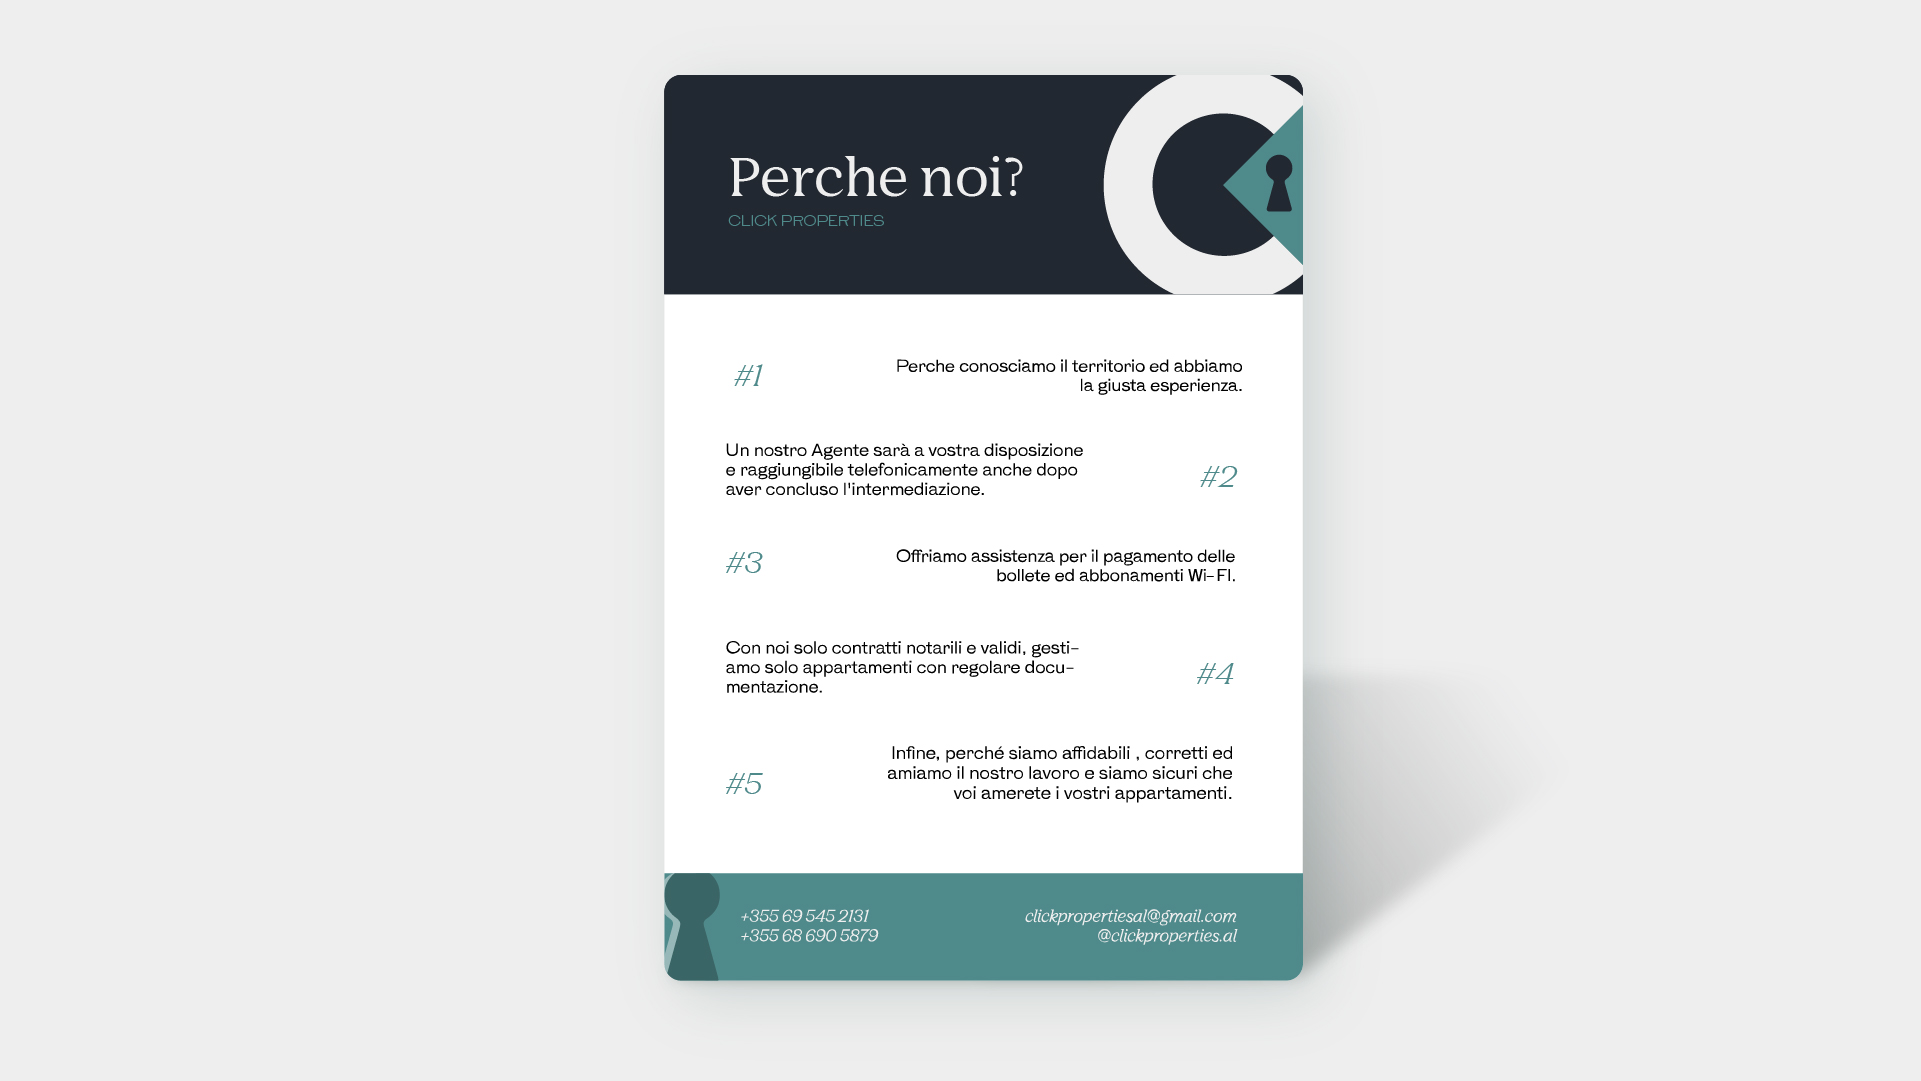 Perche noi?
CLICK PROPERTIES
#1
Perche conosciamo il territorio ed abbiamo
la giusta esperienza.
Un nostro Agente sarà a vostra disposizione
e raggiungibile telefonicamente anche dopo
aver concluso l'intermediazione.
#2
#3
Offriamo assistenza per il pagamento delle
bollete ed abbonamenti Wi-FI.
Con noi solo contratti notarili e validi, gesti-
amo solo appartamenti con regolare docu-
mentazione.
#4
#5
Infine, perché siamo affidabili , corretti ed
amiamo il nostro lavoro e siamo sicuri che
voi amerete i vostri appartamenti.
+355 69 545 2131
+355 68 690 5879
clickpropertiesal@gmail.com
@clickproperties.al